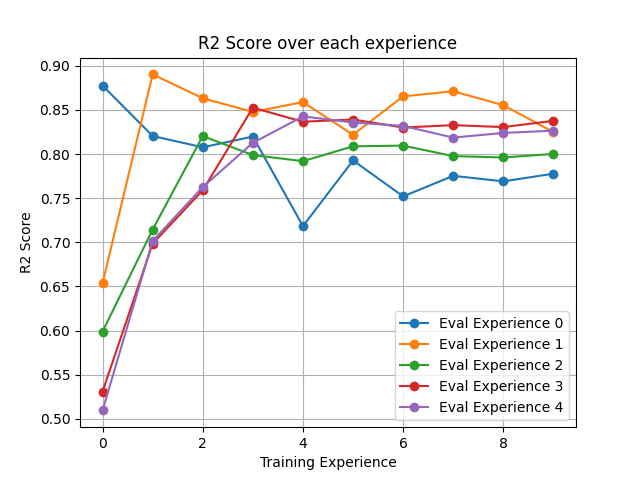 R2 Score over each experience
0.90
0.85
0.80
0.75
0.70
0.65
0.60
0.55
0.50
R2 Score
Eval Experience 0
Eval Experience 1
Eval Experience 2
Eval Experience 3
Eval Experience 4
0 2 4 6 8
Training Experience